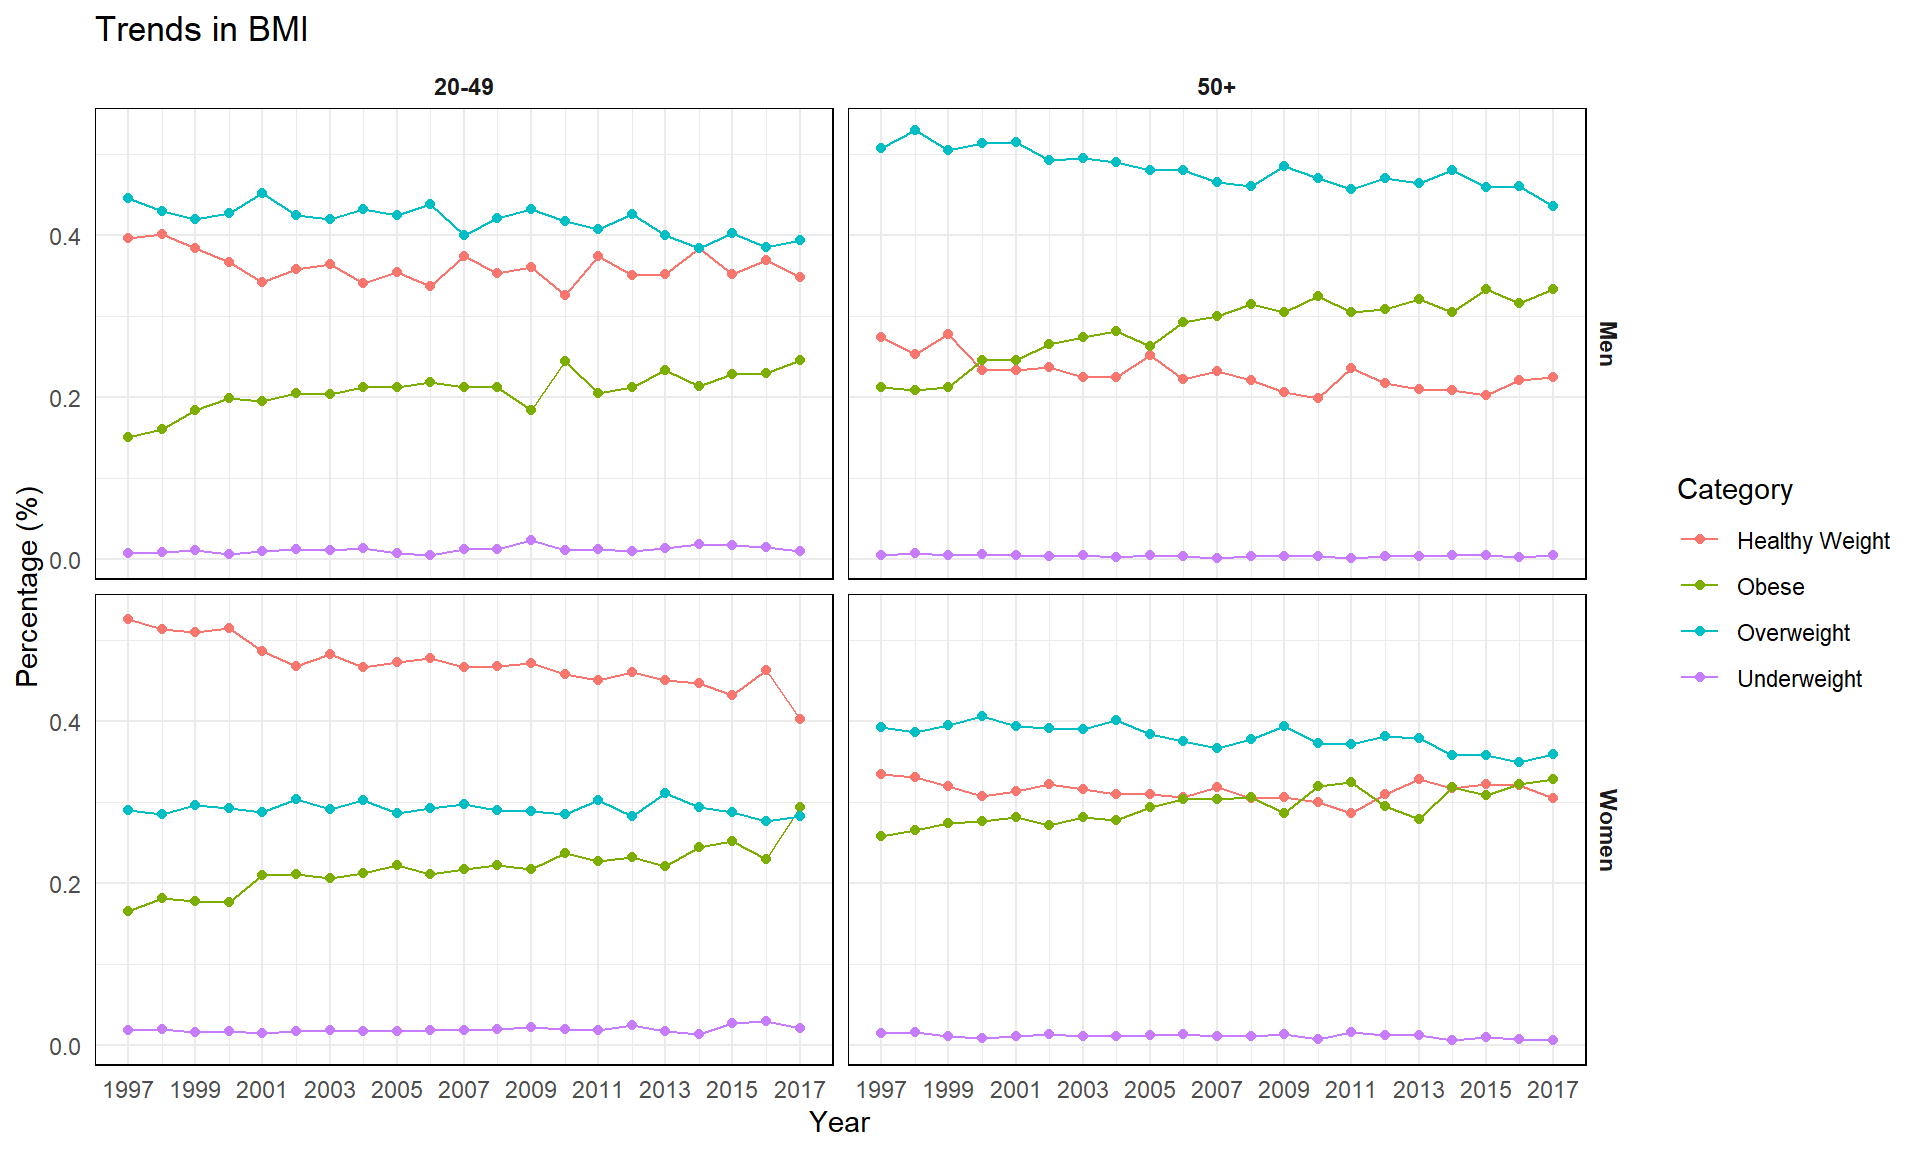 Trends in BMI
20-49
50+
0.4
0.2
0.0
Men
0.4
0.2
0.0
Women
Percentage (%)
1997 1999 2001 2003 2005 2007 2009 2011 2013 2015 2017
1997 1999 2001 2003 2005 2007 2009 2011 2013 2015 2017
Year
Category
Healthy Weight
Obese
Overweight
Underweight